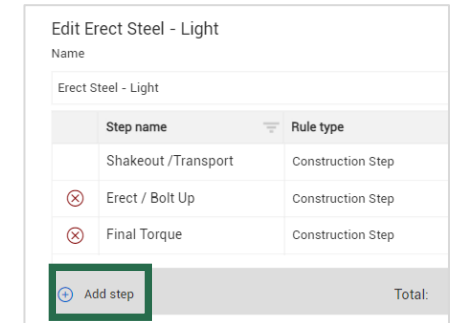 Edit Erect Steel - Light
Name
Erect Steel - Light
Step name Rule type
Shakeout /Transport Construction Step
Erect / Bolt Up Construction Step
Final Torque Construction Step
Add step Total: